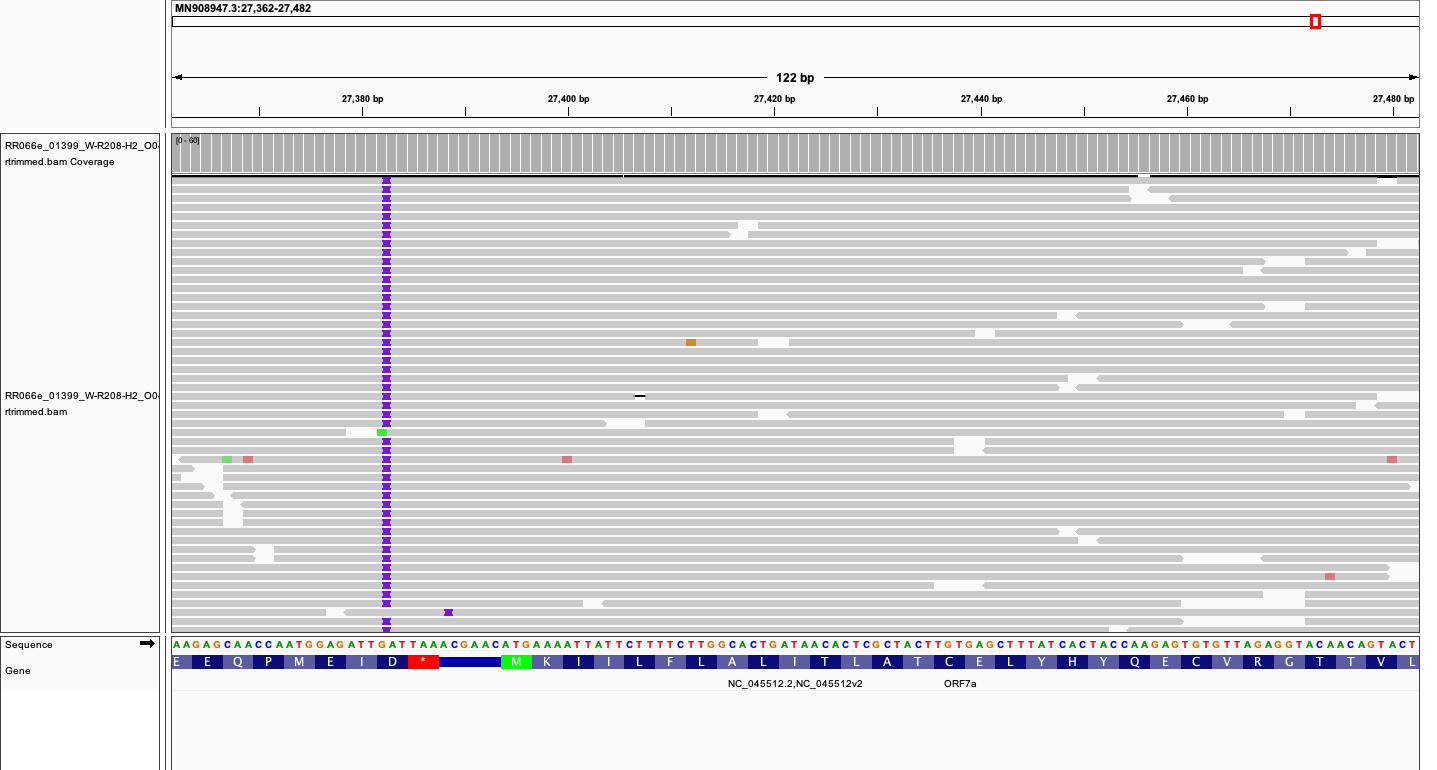 MN908947.3:27,362-27,482
122 bp
27,380 bp 27,400 bp 27,420 bp 27,440 bp 27,460 bp 27,480 bp
RR066e_01399_W-R208-H2_O0
rtrimmed.bam Coverage
[0 - 60]
RR066e_01399_W-R208-H2_O0
rtrimmed.bam
Sequence
AAGAGCAACCAATGGAGATTGATTAAACGAACATGAAAATTATTCTTTTCTTGGCACTGATAACACTCGCTACTTGTGAGCTTTATCACTACCAAGAGTGTGTTAGAGGTACAACAGTACT
Gene
E E Q P M E I D * M K I I L F L A L I T L A T C E L Y H Y Q E C V R G T T V L
NC_045512.2,NC_045512v2 ORF7a